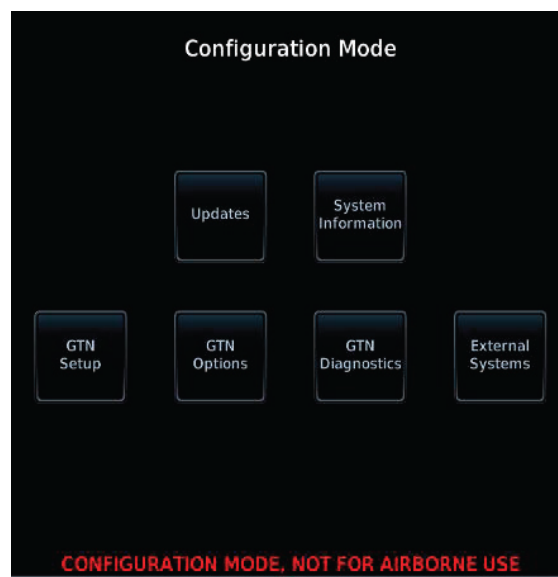 Configuration Mode
Updates
System
Information
GTN
Setup
GTN
Options
GTN
Diagnostics
External
Systems
CONFIGURATION MODE, NOT FOR AIRBORNE USE